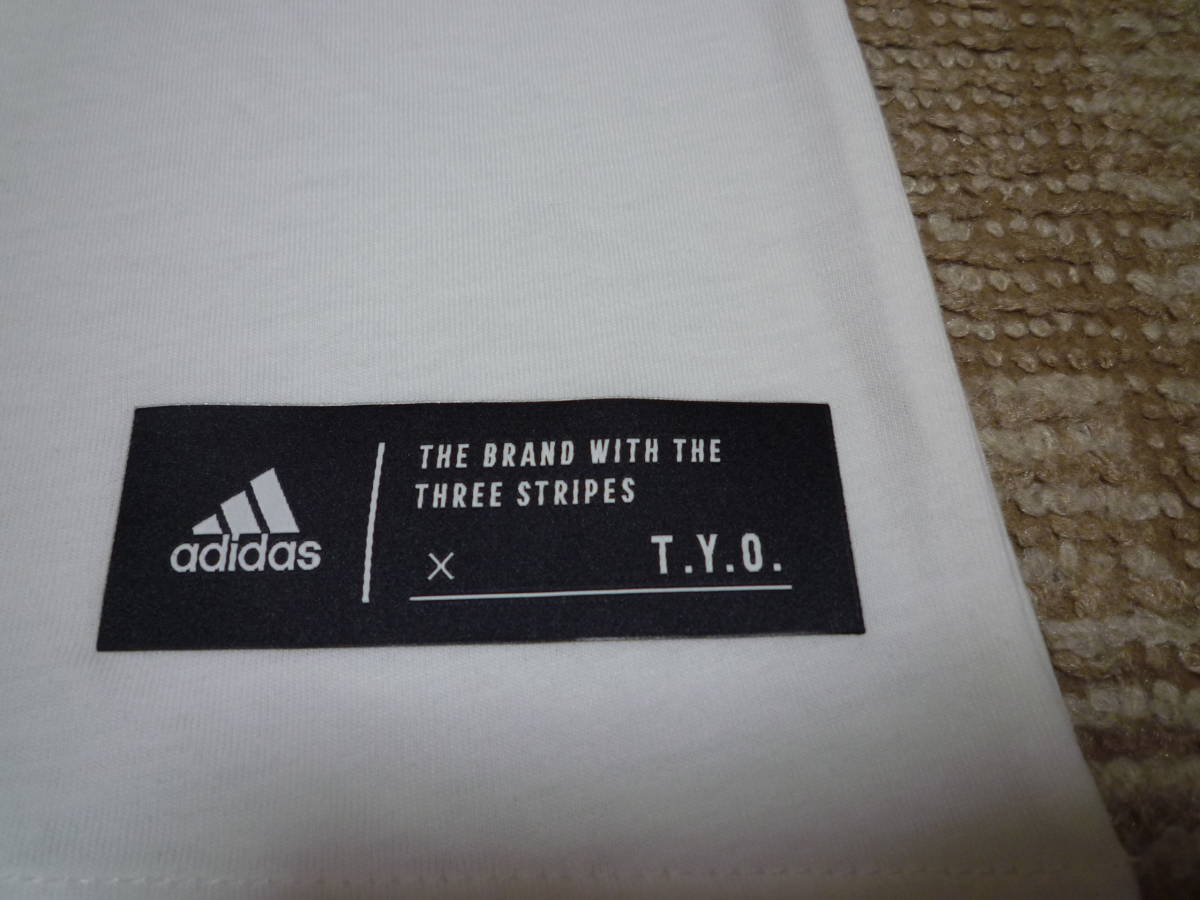 adidas
THE BRAND WITH THE
THREE STRIPES
× T.Y.O.